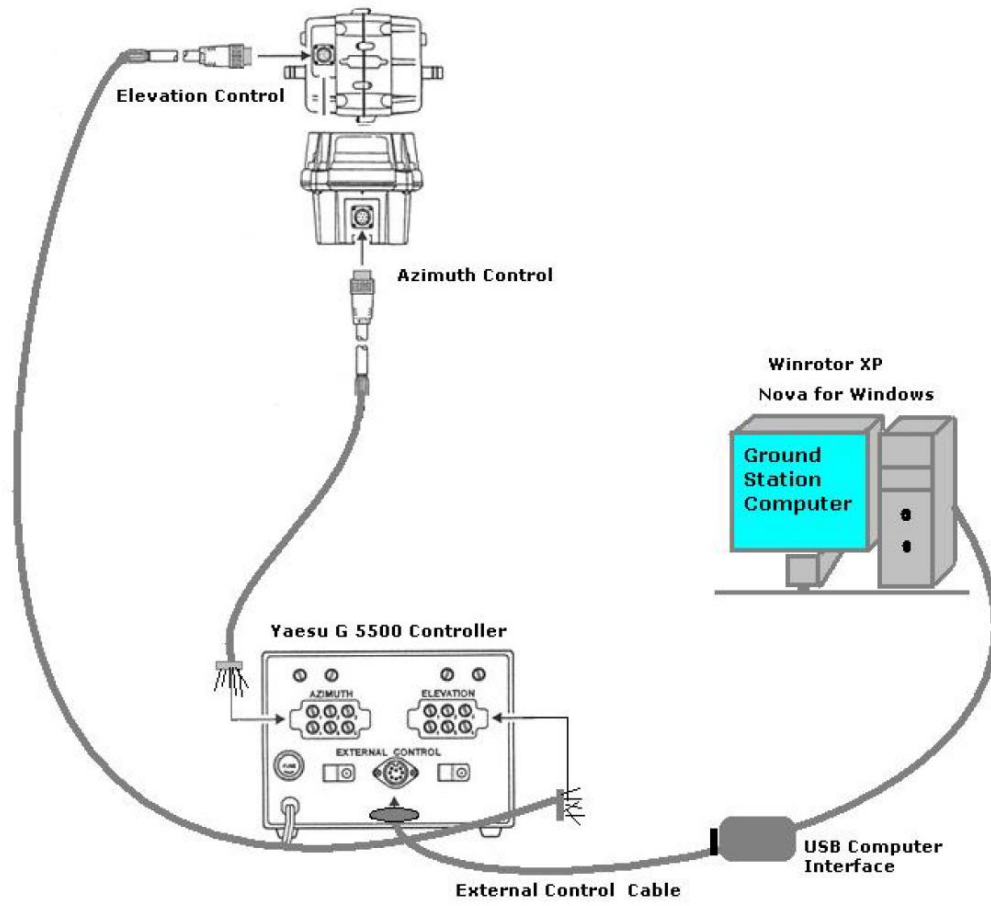 Elevation Control
Azimuth Control
Winrotor XP
Nova for Windows
Ground
Station
Computer
Yaesu G 5500 Controller
AZIMUTH
ELEVATION
EXTERNAL CONTROL
FUSE
USB Computer
Interface
External Control Cable